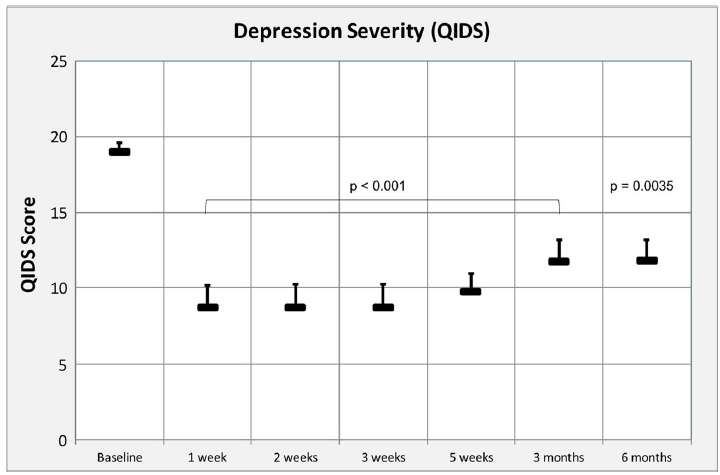 Depression Severity (QIDS)
QIDS Score
25
20
15
10
5
0
p < 0.001
p = 0.0035
Baseline
1 week
2 weeks
3 weeks
5 weeks
3 months
6 months